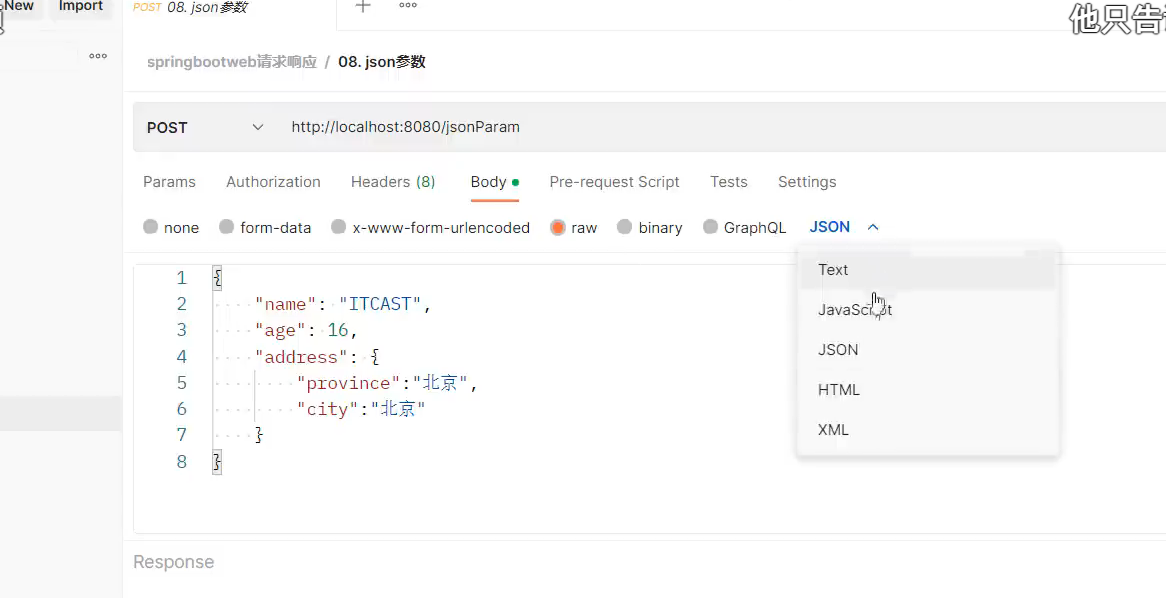 New Import
POST 08. json参数
他只告
springbootweb请求响应 / 08. json参数
POST http://localhost:8080/jsonParam
Params Authorization Headers (8) Body Pre-request Script Tests Settings
none form-data x-www-form-urlencoded raw binary GraphQL JSON
Text
JavaScript
JSON
HTML
XML
1 {
2 "name": "ITCAST",
3 "age": 16,
4 "address": {
5 "province":"北京",
6 "city":"北京"
7 }
8 }
Response